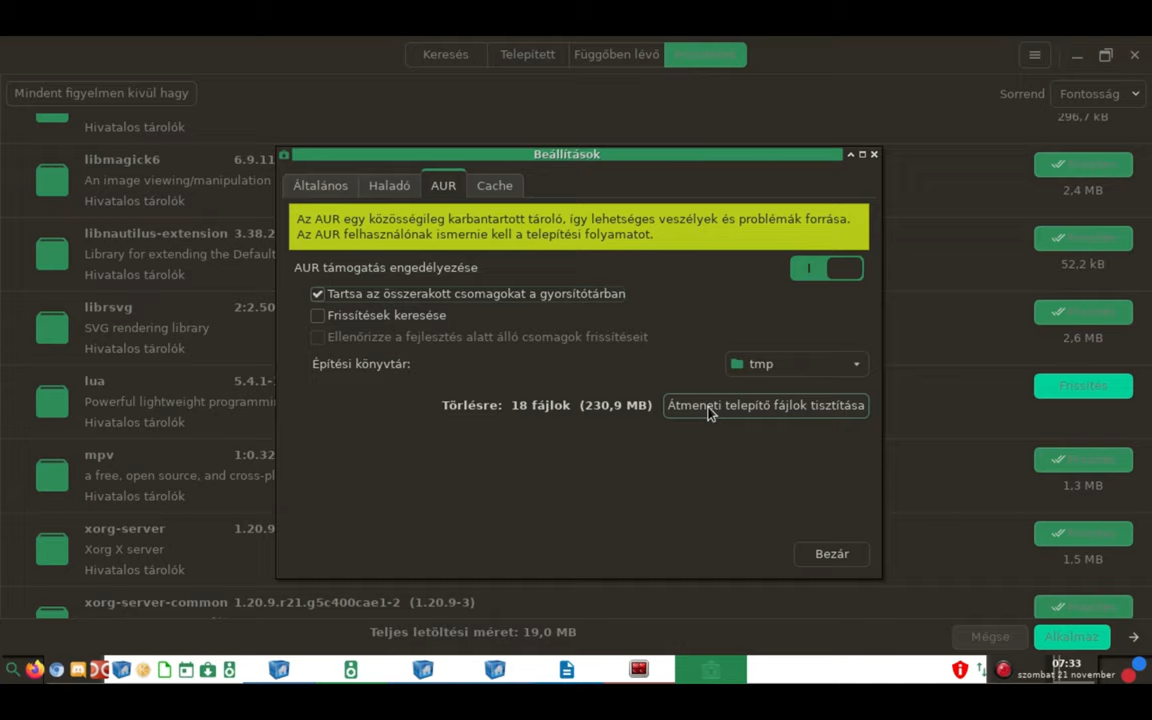 Keresés
Telepített
Függőben lévő
Mindent figyelmen kivül hagy
Sorrend
Fontosság
Hivatalos tárolók
296,7 kB
Beállítások
libmagick6 6.9.11
An image viewing/manipulation
Hivatalos tárolók
2,4 MB
Általános
Haladó
AUR
Cache
Az AUR egy közösségileg karbantartott tároló, így lehetséges veszélyek és problémák forrása.
Az AUR felhasználónak ismernie kell a telepítési folyamatot.
libnautilus-extension 3.38.2
Library for extending the Default
Hivatalos tárolók
52,2 kB
AUR támogatás engedélyezése
Tartsa az összerakott csomagokat a gyorsítótárban
Frissítések keresése
Ellenőrizze a fejlesztés alatt álló csomagok frissítéseit
librsvg 2:2.50
SVG rendering library
Hivatalos tárolók
2,6 MB
Építési könyvtár:
tmp
lua 5.4.1-
Powerful lightweight programmi
Hivatalos tárolók
Frissítés
Törlésre: 18 fájlok (230,9 MB)
Átmeneti telepítő fájlok tisztítása
mpv 1:0.32
a free, open source, and cross-pl
Hivatalos tárolók
1,3 MB
xorg-server 1.20.9
Xorg X server
Hivatalos tárolók
1,5 MB
Bezár
xorg-server-common 1.20.9.r21.g5c400cae1-2 (1.20.9-3)
Teljes letöltési méret: 19,0 MB
Mégse
Alkalmaz
07:33
szombat 21 november